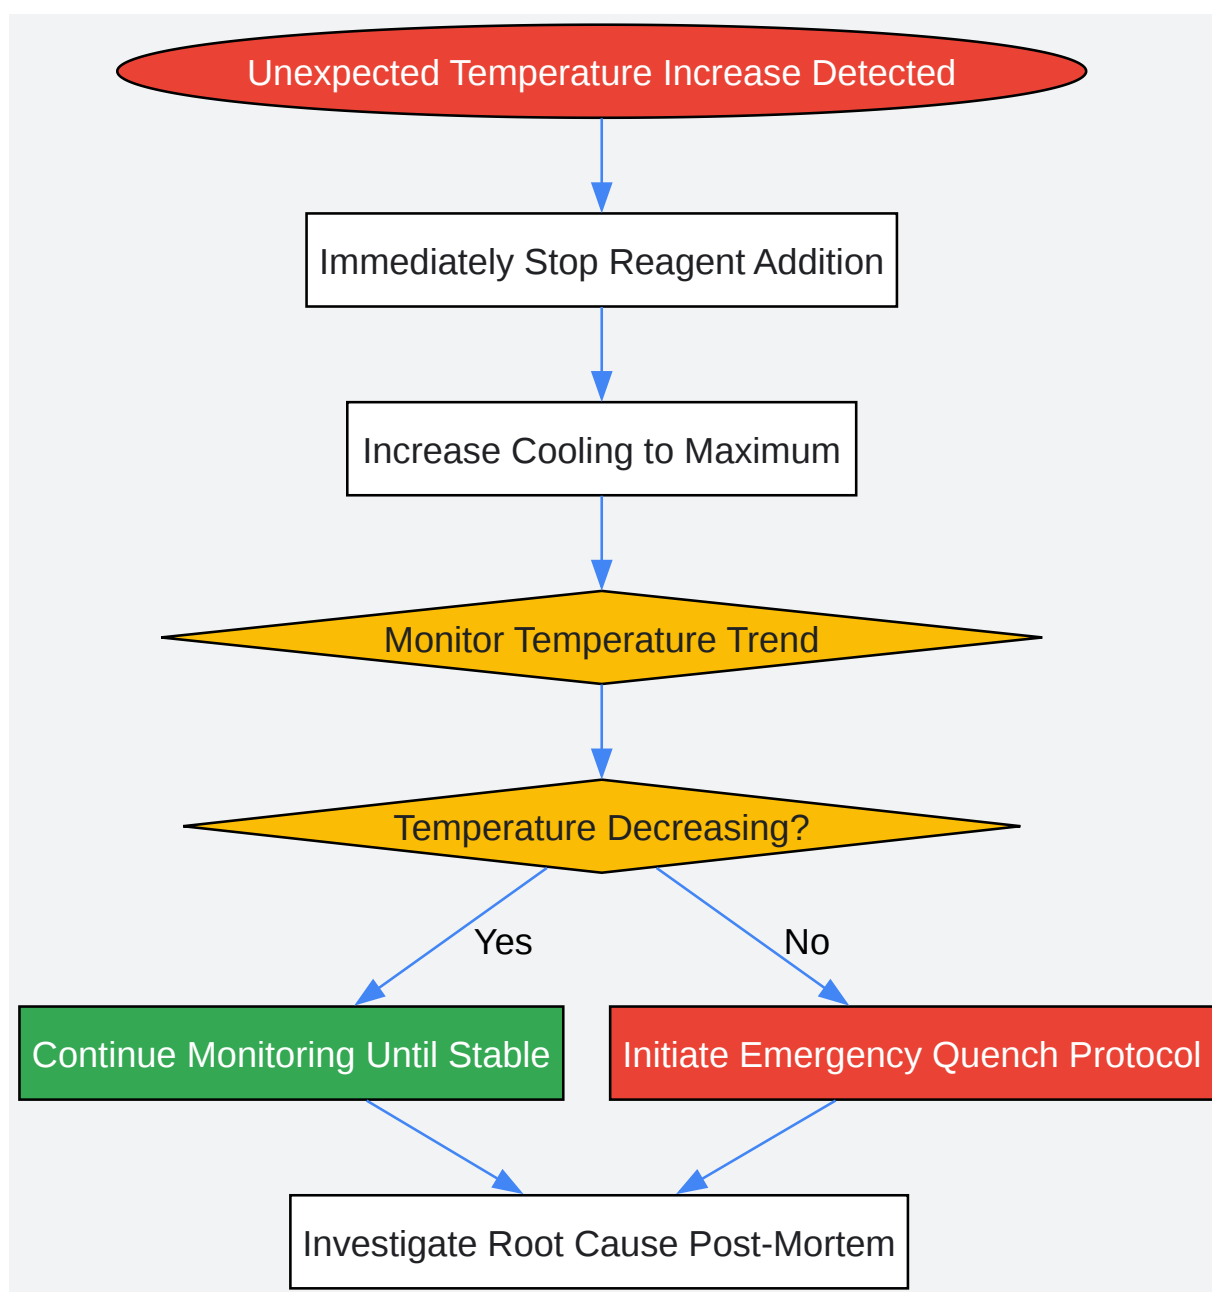 Unexpected Temperature Increase Detected
Immediately Stop Reagent Addition
Increase Cooling to Maximum
Monitor Temperature Trend
Temperature Decreasing?
Yes
No
Continue Monitoring Until Stable
Initiate Emergency Quench Protocol
Investigate Root Cause Post-Mortem